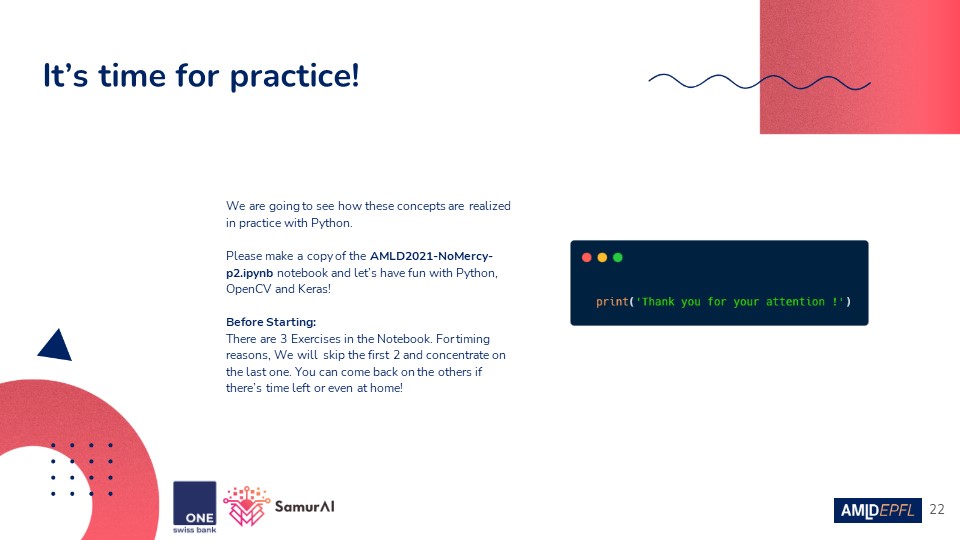 It's time for practice!
We are going to see how these concepts are realized
in practice with Python.
Please make a copy of the AMLD2021-NoMercy-
p2.ipynb notebook and let's have fun with Python,
OpenCV and Keras!
Before Starting:
There are 3 Exercises in the Notebook. For timing
reasons, We will skip the first 2 and concentrate on
the last one. You can come back on the others if
there's time left or even at home!
print('Thank you for your attention !')
ONE
swiss bank
SamurAI
AMLDEPFL
22